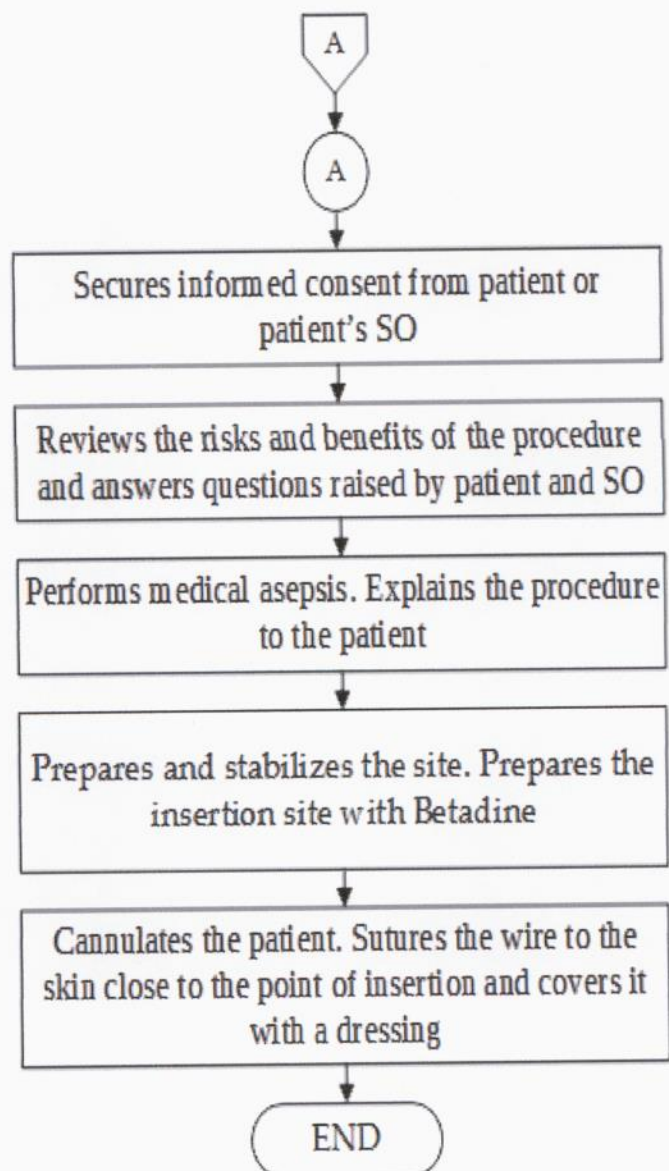 A
A
Secures informed consent from patient or
patient's SO
Reviews the risks and benefits of the procedure
and answers questions raised by patient and SO
Performs medical asepsis. Explains the procedure
to the patient
Prepares and stabilizes the site. Prepares the
insertion site with Betadine
Cannulates the patient. Sutures the wire to the
skin close to the point of insertion and covers it
with a dressing
END